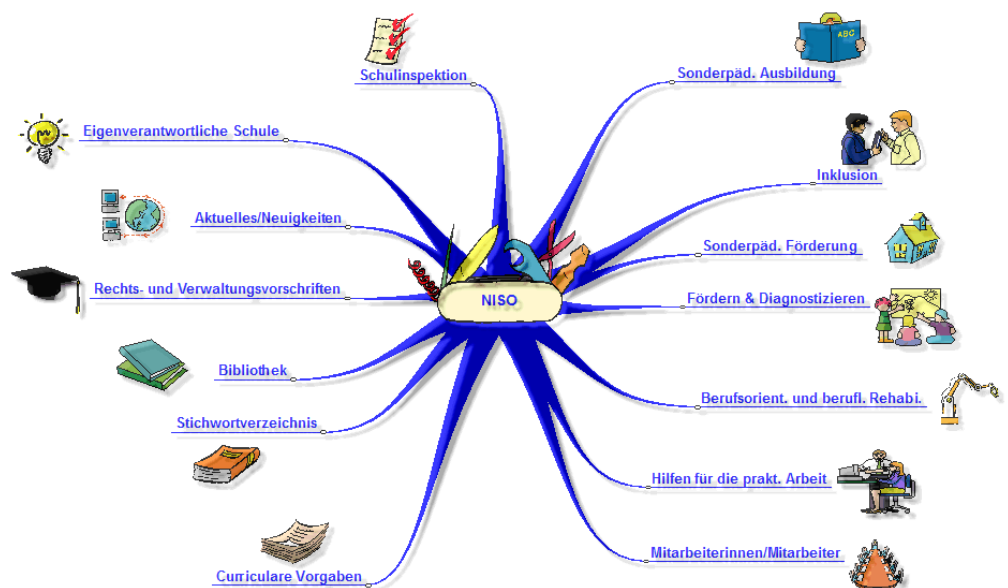 ABC
Schulinspektion
Sonderpäd. Ausbildung
Eigenverantwortliche Schule
Inklusion
Aktuelles/Neuigkeiten
Sonderpäd. Förderung
Rechts- und Verwaltungsvorschriften
NISO
Fördern & Diagnostizieren
Bibliothek
Berufsorient. und berufl. Rehabi.
Stichwortverzeichnis
Hilfen für die prakt. Arbeit
Mitarbeiterinnen/Mitarbeiter
Curriculare Vorgaben